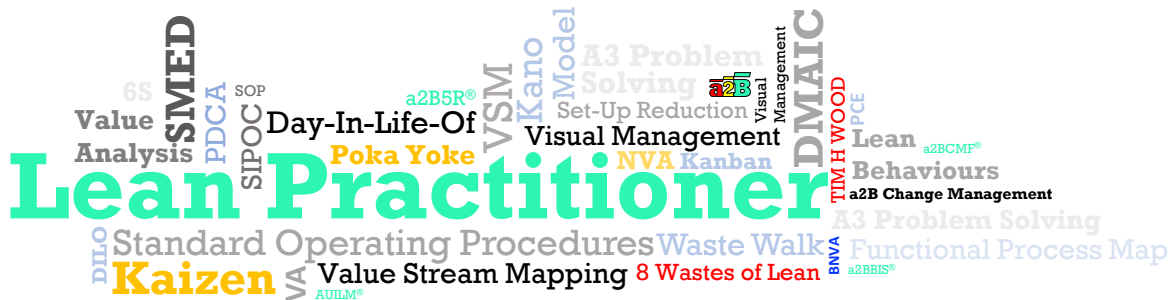 6S
SMED
Value
Analysis
PDCA
SOP
SIPOC
a2B5R®
Day-In-Life-Of
Poka Yoke
VSM
Kano
Model
A3 Problem
Solving
a2B
Visual
Management
Set-Up Reduction
Visual Management
NVA
Kanban
DMAIC
TIM H WOOD
PCE
Lean
Behaviours
a2BCMF®
a2B Change Management
Lean Practitioner
A3 Problem Solving
DILO
Standard Operating Procedures
Waste Walk
BNVA
Functional Process Map
Kaizen
VA
Value Stream Mapping
8 Wastes of Lean
a2BBIS®
AUILM®